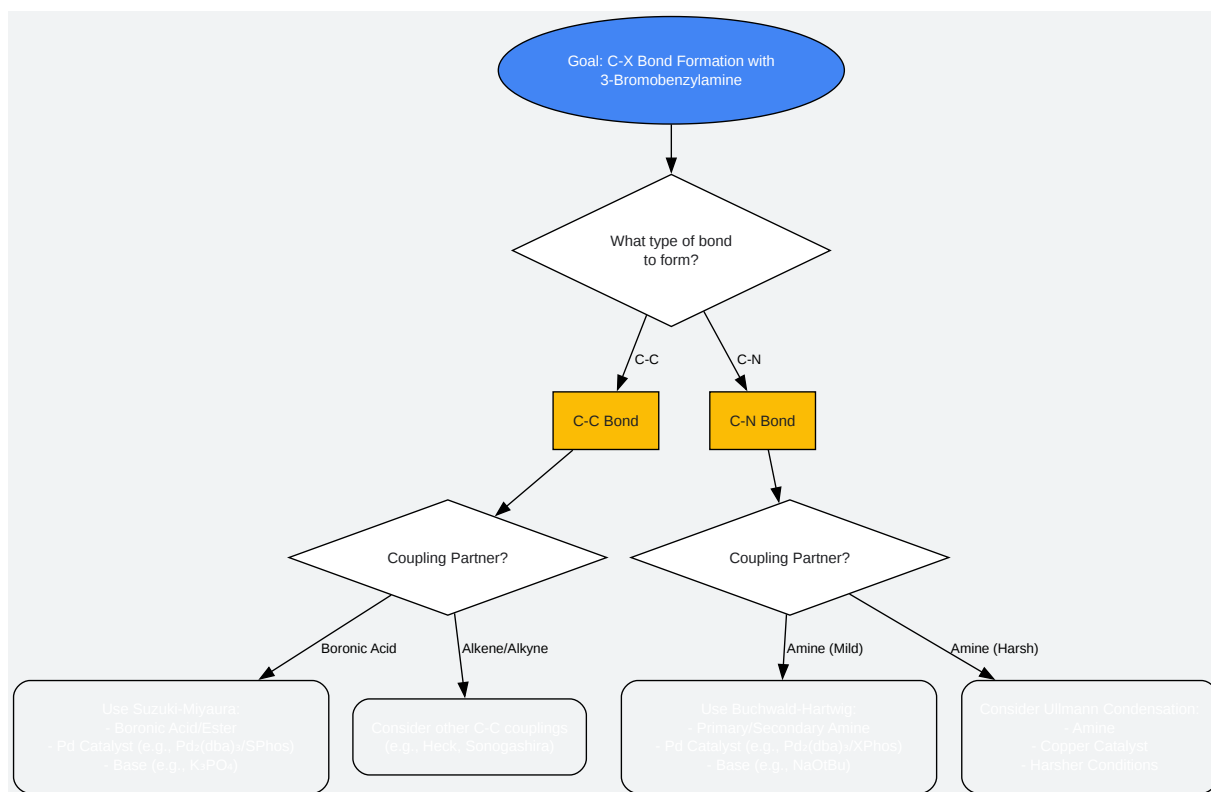 Goal: C-X Bond Formation with
3-Bromobenzylamine
What type of bond
to form?
C-C
C-N
C-C Bond
C-N Bond
Coupling Partner?
Coupling Partner?
Boronic Acid
Alkene/Alkyne
Amine (Mild)
Amine (Harsh)
Use Suzuki-Miyaura:
- Boronic Acid/Ester
- Pd Catalyst (e.g., Pd₂(dba)₃/SPhos)
- Base (e.g., K₃PO₄)
Consider other C-C couplings
(e.g., Heck, Sonogashira)
Use Buchwald-Hartwig:
- Primary/Secondary Amine
- Pd Catalyst (e.g., Pd₂(dba)₃/XPhos)
- Base (e.g., NaOtBu)
Consider Ullmann Condensation:
- Amine
- Copper Catalyst
- Harsher Conditions